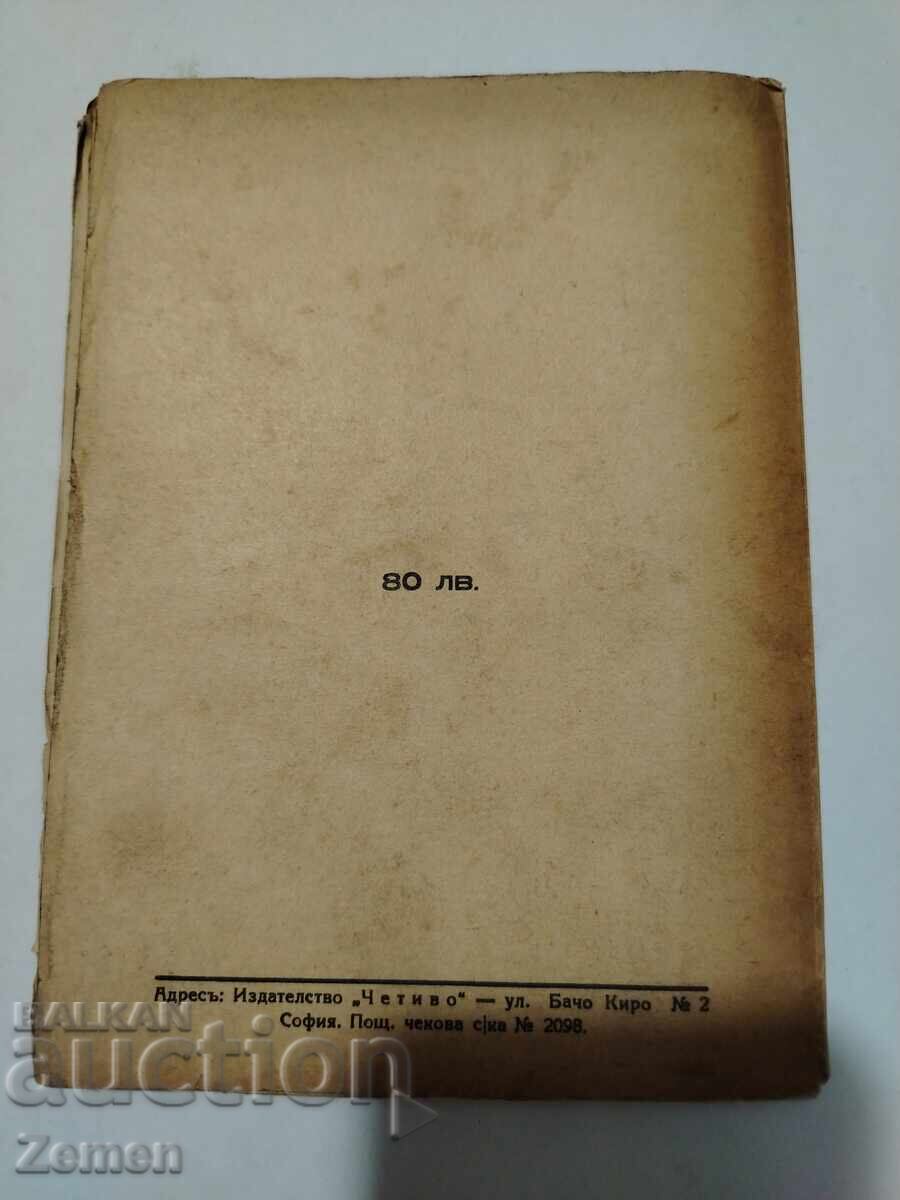 80 лв.
Адресъ: Издателство „Четиво“ — ул. Бачо Киро № 2
София. Пощ. чекова с|ка № 2098.
BALKAN
auction
Zemen